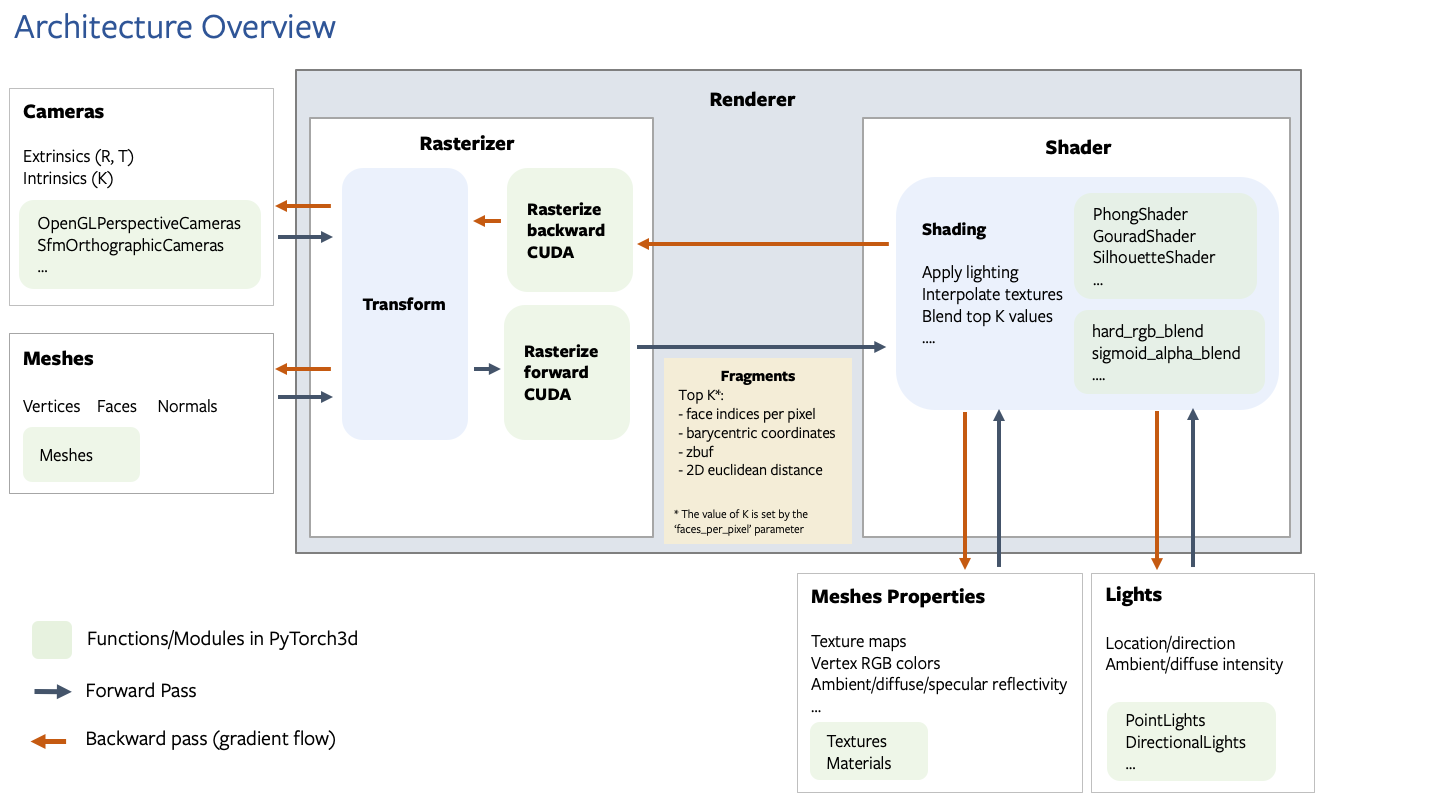 Architecture Overview
Cameras
Extrinsics (R, T)
Intrinsics (K)
OpenGLPerspectiveCameras
SfmOrthographicCameras
...
Meshes
Vertices Faces Normals
Meshes
Renderer
Rasterizer
Transform
Rasterize
backward
CUDA
Rasterize
forward
CUDA
Fragments
Top K*:
- face indices per pixel
- barycentric coordinates
- zbuf
- 2D euclidean distance
* The value of K is set by the
‘faces_per_pixel’ parameter
Shader
Shading
Apply lighting
Interpolate textures
Blend top K values
....
PhongShader
GouradShader
SilhouetteShader
...
hard_rgb_blend
sigmoid_alpha_blend
....
Meshes Properties
Texture maps
Vertex RGB colors
Ambient/diffuse/specular reflectivity
...
Textures
Materials
Lights
Location/direction
Ambient/diffuse intensity
PointLights
DirectionalLights
...
Functions/Modules in PyTorch3d
Forward Pass
Backward pass (gradient flow)